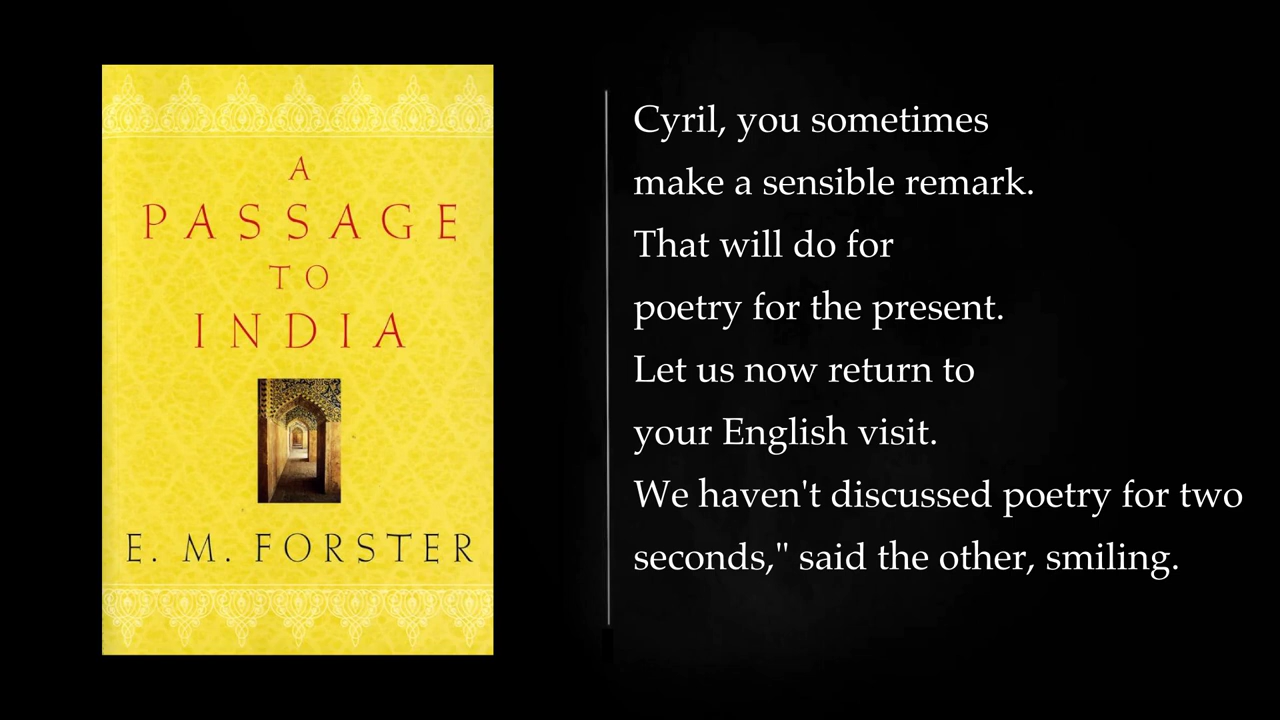 A
PASSAGE
TO
INDIA
E. M. FORSTER
Cyril, you sometimes
make a sensible remark.
That will do for
poetry for the present.
Let us now return to
your English visit.
We haven't discussed poetry for two
seconds," said the other, smiling.